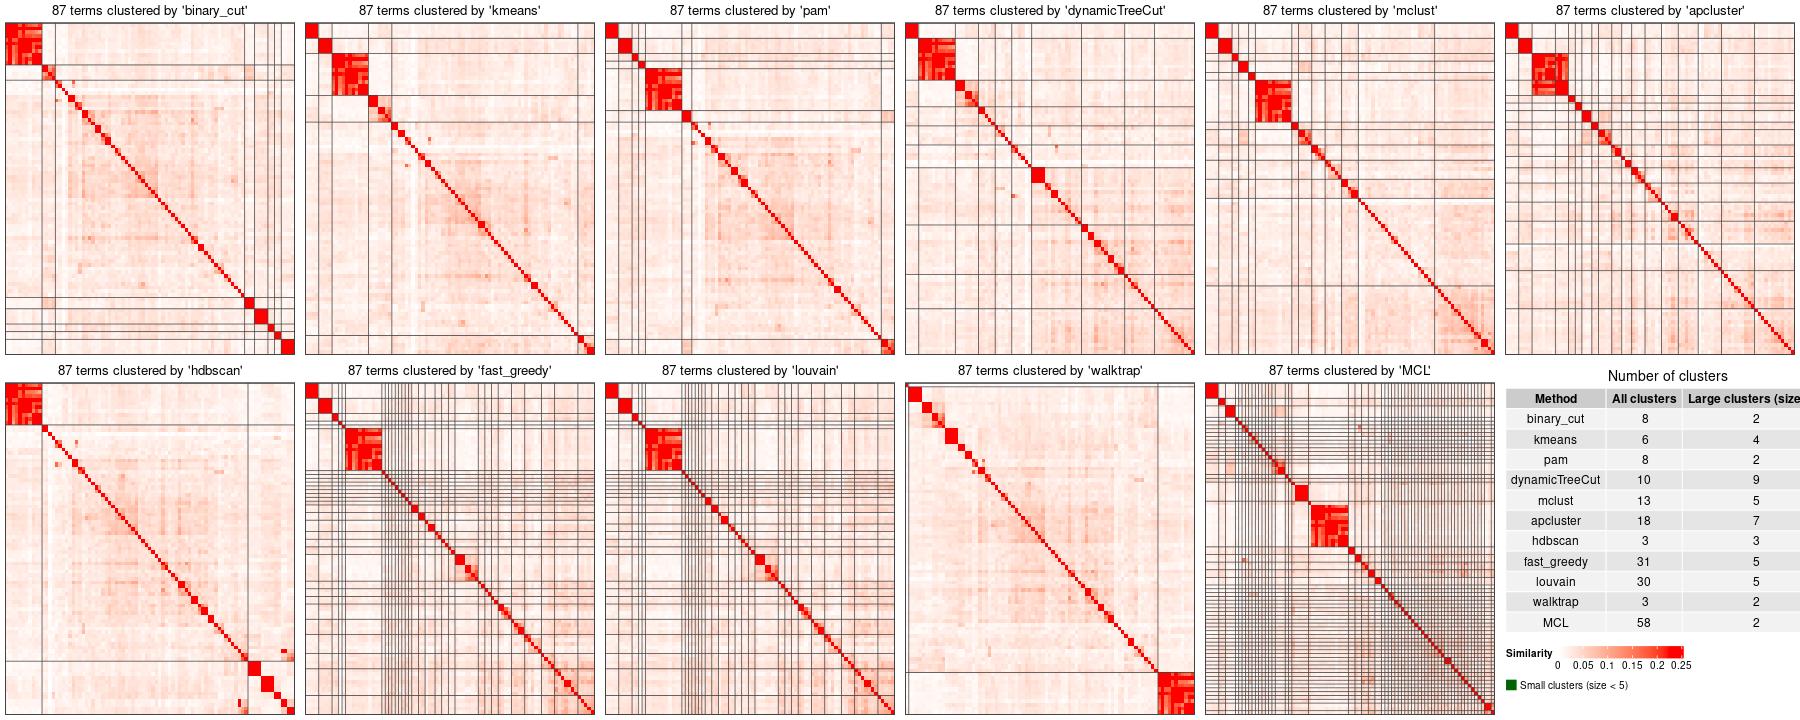 87 terms clustered by 'binary_cut'
87 terms clustered by 'kmeans'
87 terms clustered by 'pam'
87 terms clustered by 'dynamicTreeCut'
87 terms clustered by 'mclust'
87 terms clustered by 'apcluster'
87 terms clustered by 'hdbscan'
87 terms clustered by 'fast_greedy'
87 terms clustered by 'louvain'
87 terms clustered by 'walktrap'
87 terms clustered by 'MCL'
Number of clusters
Method All clusters Large clusters (size
binary_cut 8 2
kmeans 6 4
pam 8 2
dynamicTreeCut 10 9
mclust 13 5
apcluster 18 7
hdbscan 3 3
fast_greedy 31 5
louvain 30 5
walktrap 3 2
MCL 58 2
Similarity
0 0.05 0.1 0.15 0.2 0.25
Small clusters (size < 5)